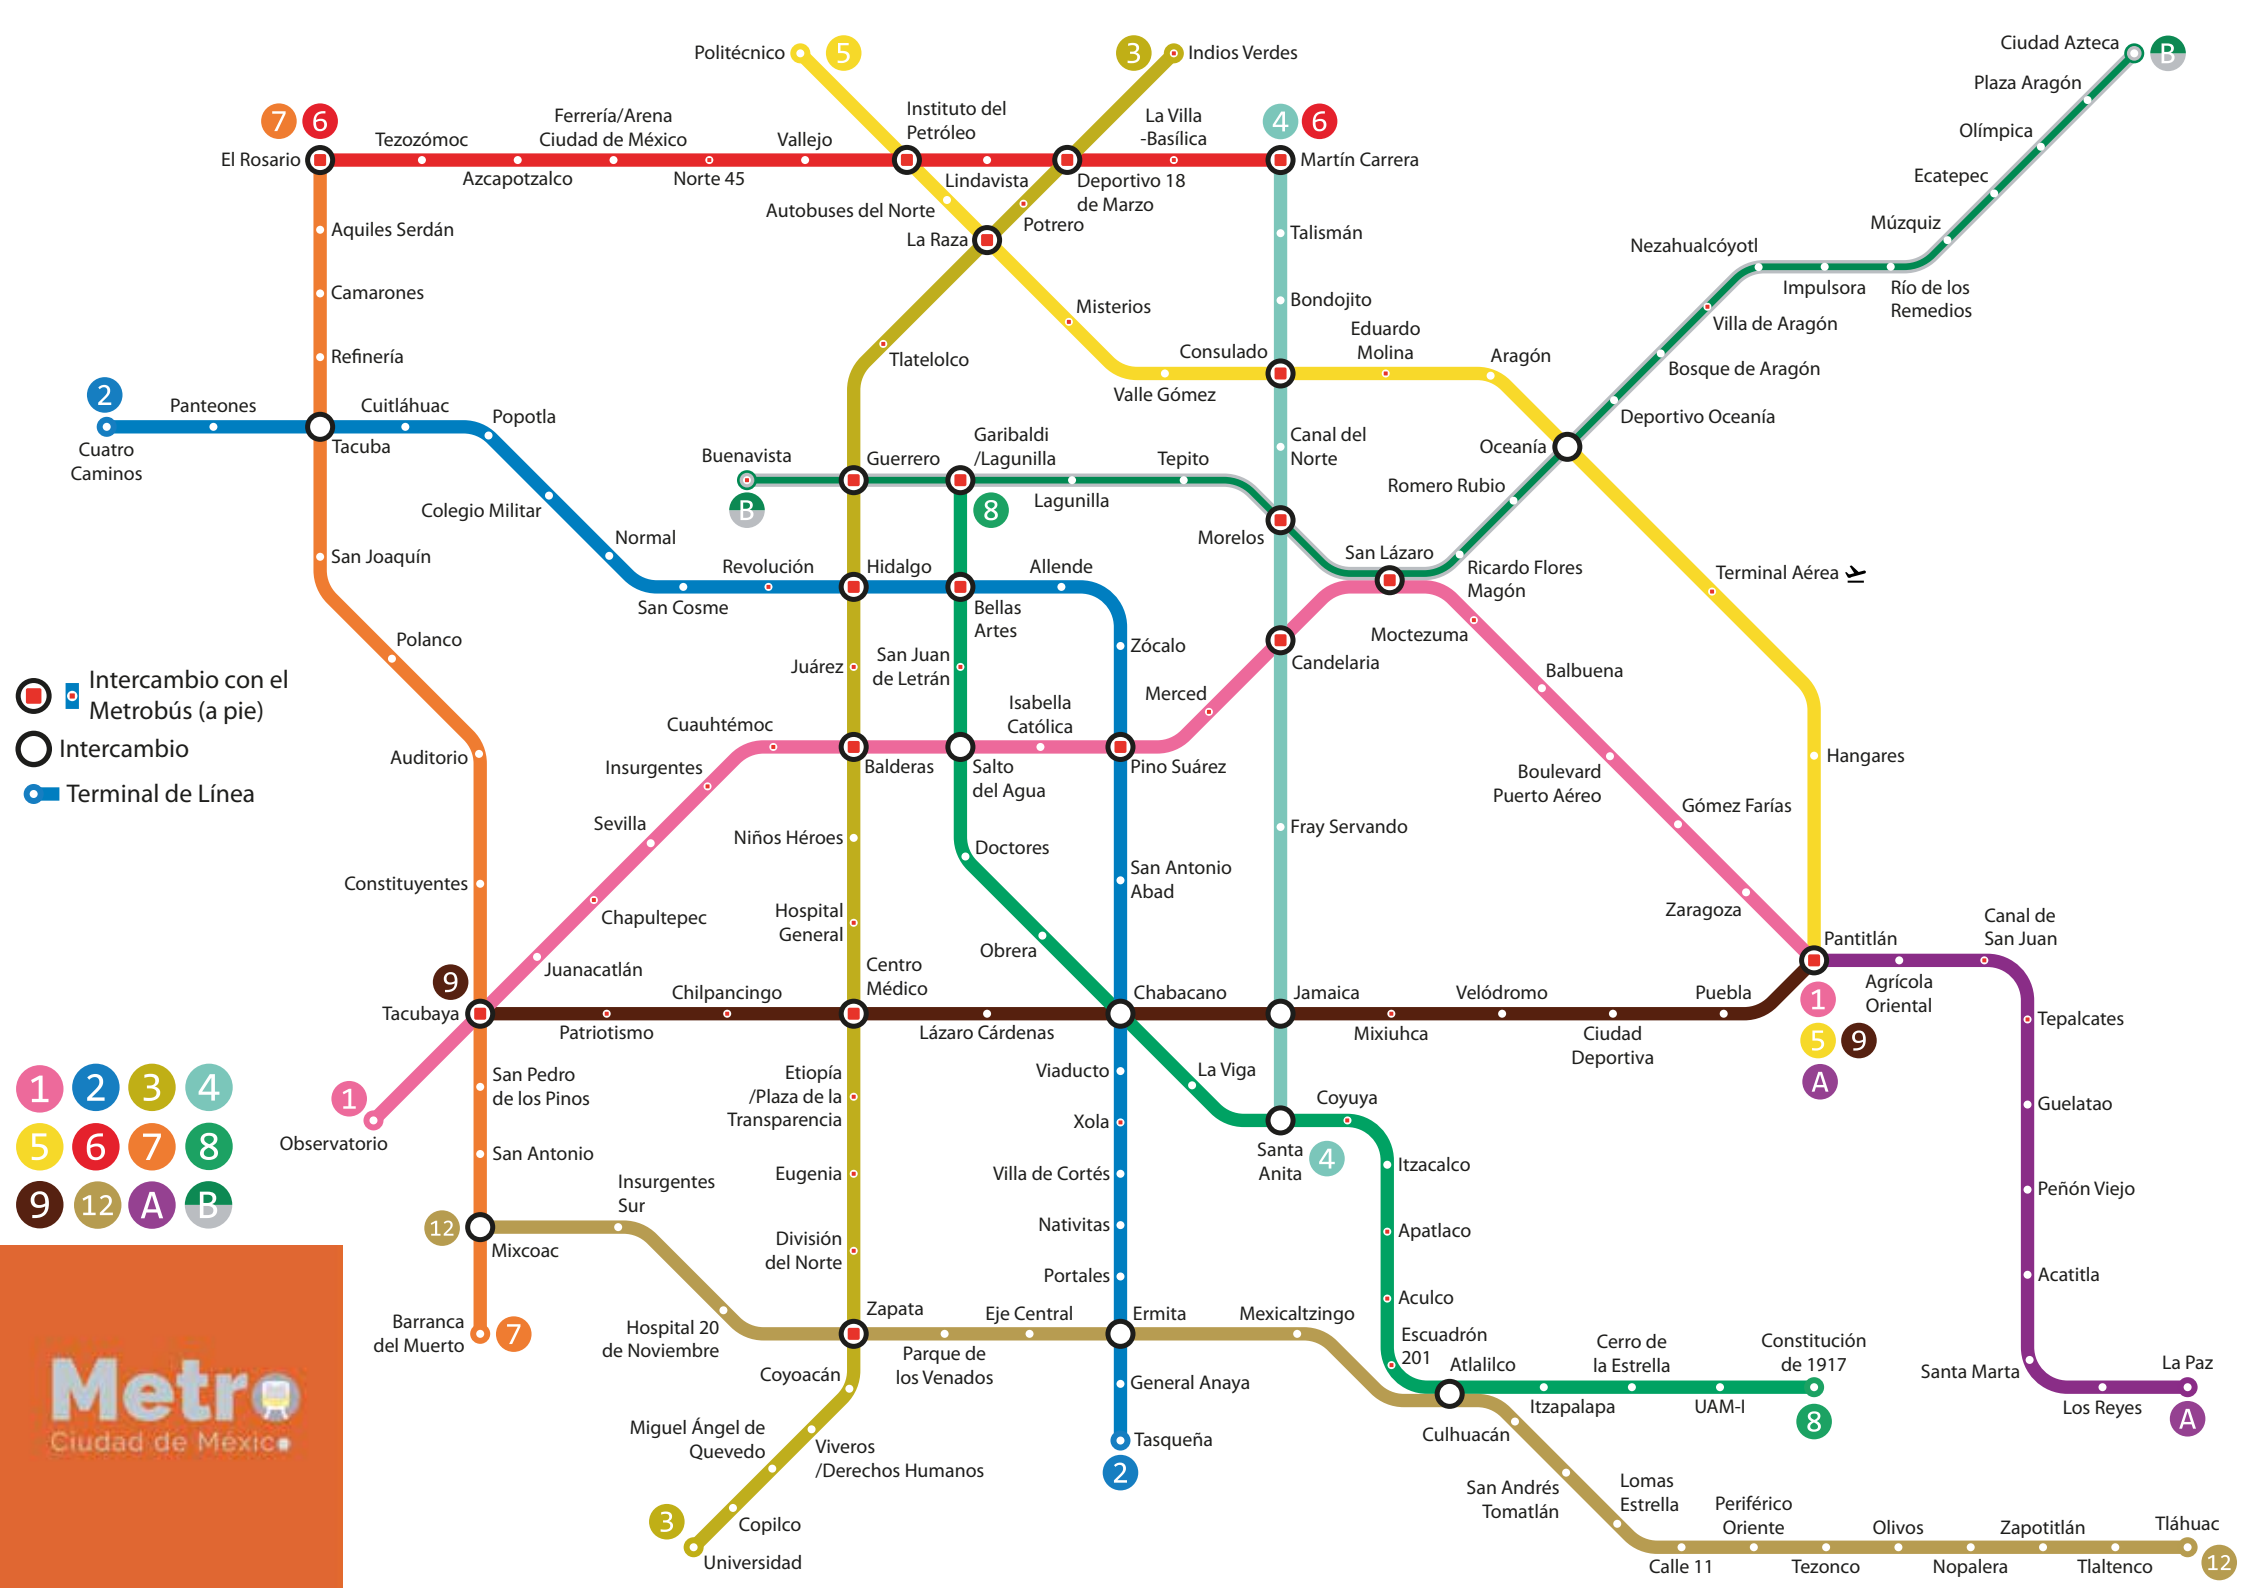 Politécnico
5
3
Indios Verdes
Ciudad Azteca
B
Plaza Aragón
Olímpica
Ecatepec
Múzquiz
Río de los
Remedios
Impulsora
Nezahualcóyotl
Villa de Aragón
Bosque de Aragón
Deportivo Oceanía
Oceanía
Romero Rubio
Ricardo Flores
Magón
San Lázaro
Morelos
Tepito
Lagunilla
Garibaldi
/Lagunilla
8
Guerrero
Buenavista
B
7
6
El Rosario
Tezozómoc
Azcapotzalco
Ferrería/Arena
Ciudad de México
Norte 45
Vallejo
Instituto del
Petróleo
Lindavista
Deportivo 18
de Marzo
La Villa
-Basílica
4
6
Martín Carrera
Autobuses del Norte
La Raza
Potrero
Misterios
Valle Gómez
Consulado
Eduardo
Molina
Aragón
Terminal Aérea
Hangares
Talismán
Bondojito
Canal del
Norte
Candelaria
Fray Servando
Jamaica
Santa
Anita
4
Tlatelolco
Aquiles Serdán
Camarones
Refinería
2
Cuatro
Caminos
Panteones
Tacuba
Cuitláhuac
Popotla
Colegio Militar
Normal
San Cosme
Revolución
Hidalgo
Bellas
Artes
Allende
Zócalo
San Joaquín
Polanco
Auditorio
Constituyentes
Juárez
San Juan
de Letrán
Isabella
Católica
Merced
Moctezuma
Balbuena
Boulevard
Puerto Aéreo
Gómez Farías
Zaragoza
Cuauhtémoc
Insurgentes
Sevilla
Chapultepec
Juanacatlán
Balderas
Salto
del Agua
Pino Suárez
Niños Héroes
Doctores
San Antonio
Abad
Hospital
General
Obrera
Centro
Médico
Chabacano
Intercambio con el
Metrobús (a pie)
Intercambio
Terminal de Línea
9
Tacubaya
Patriotismo
Chilpancingo
Lázaro Cárdenas
Mixiuhca
Velódromo
Ciudad
Deportiva
Puebla
Pantitlán
1
5
9
A
Agrícola
Oriental
Canal de
San Juan
Tepalcates
Guelatao
Peñón Viejo
Acatitla
Santa Marta
Los Reyes
La Paz
A
1
Observatorio
San Pedro
de los Pinos
San Antonio
12
Mixcoac
Barranca
del Muerto
7
Insurgentes
Sur
Hospital 20
de Noviembre
Etiopía
/Plaza de la
Transparencia
Eugenia
División
del Norte
Zapata
Coyoacán
Viveros
/Derechos Humanos
Miguel Ángel de
Quevedo
Copilco
3
Universidad
Parque de
los Venados
Eje Central
Ermita
Viaducto
Xola
Villa de Cortés
Nativitas
Portales
General Anaya
Tasqueña
2
La Viga
Coyuya
Itzacalco
Apatlaco
Aculco
Escuadrón
201
Atlalilco
Mexicaltzingo
Culhuacán
Itzapalapa
Cerro de
la Estrella
UAM-I
Constitución
de 1917
8
San Andrés
Tomatlán
Lomas
Estrella
Calle 11
Periférico
Oriente
Tezonco
Olivos
Nopalera
Zapotitlán
Tlaltenco
Tláhuac
12
1 2 3 4
5 6 7 8
9 12 A B
Metro
Ciudad de México